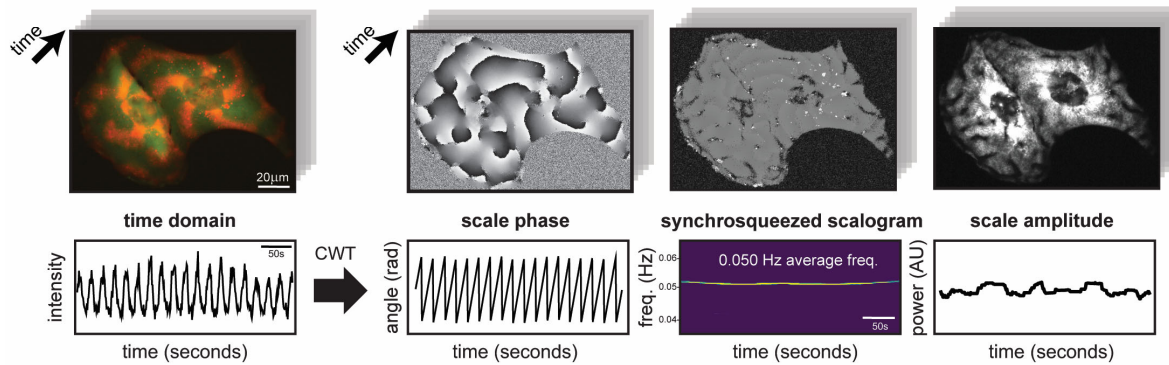 time
time
20μm
time domain
scale phase
synchrosqueezed scalogram
scale amplitude
intensity
50s
CWT
angle (rad)
freq. (Hz)
0.06
0.05
0.04
0.050 Hz average freq.
50s
power (AU)
time (seconds)
time (seconds)
time (seconds)
time (seconds)